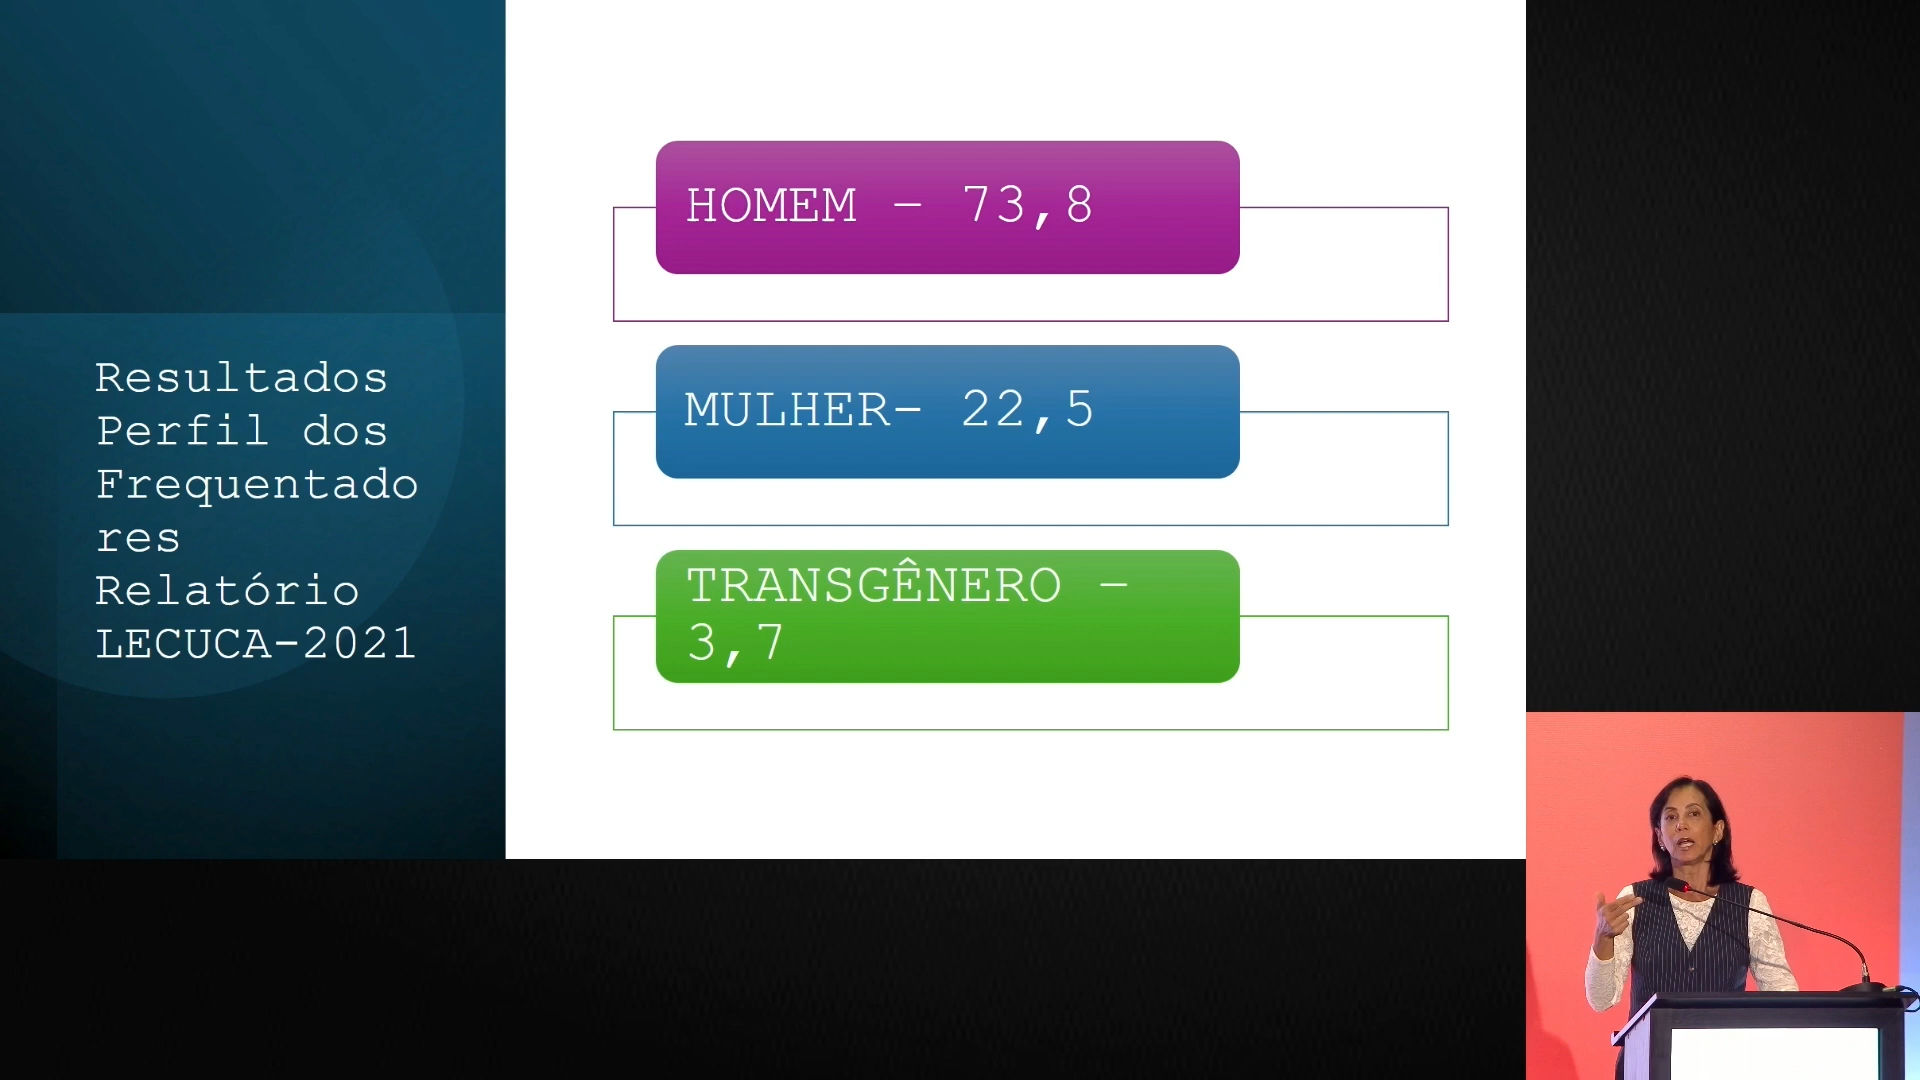 Resultados
Perfil dos
Frequentado
res
Relatório
LECUCA-2021
HOMEM – 73,8
MULHER– 22,5
TRANSGÊNERO –
3,7